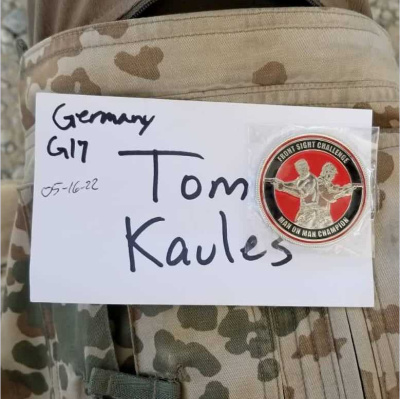 Germany
G17
05-16-22
Tom
Kaules
FRONT SIGHT CHALLENGE
MAN ON MAN CHAMPION